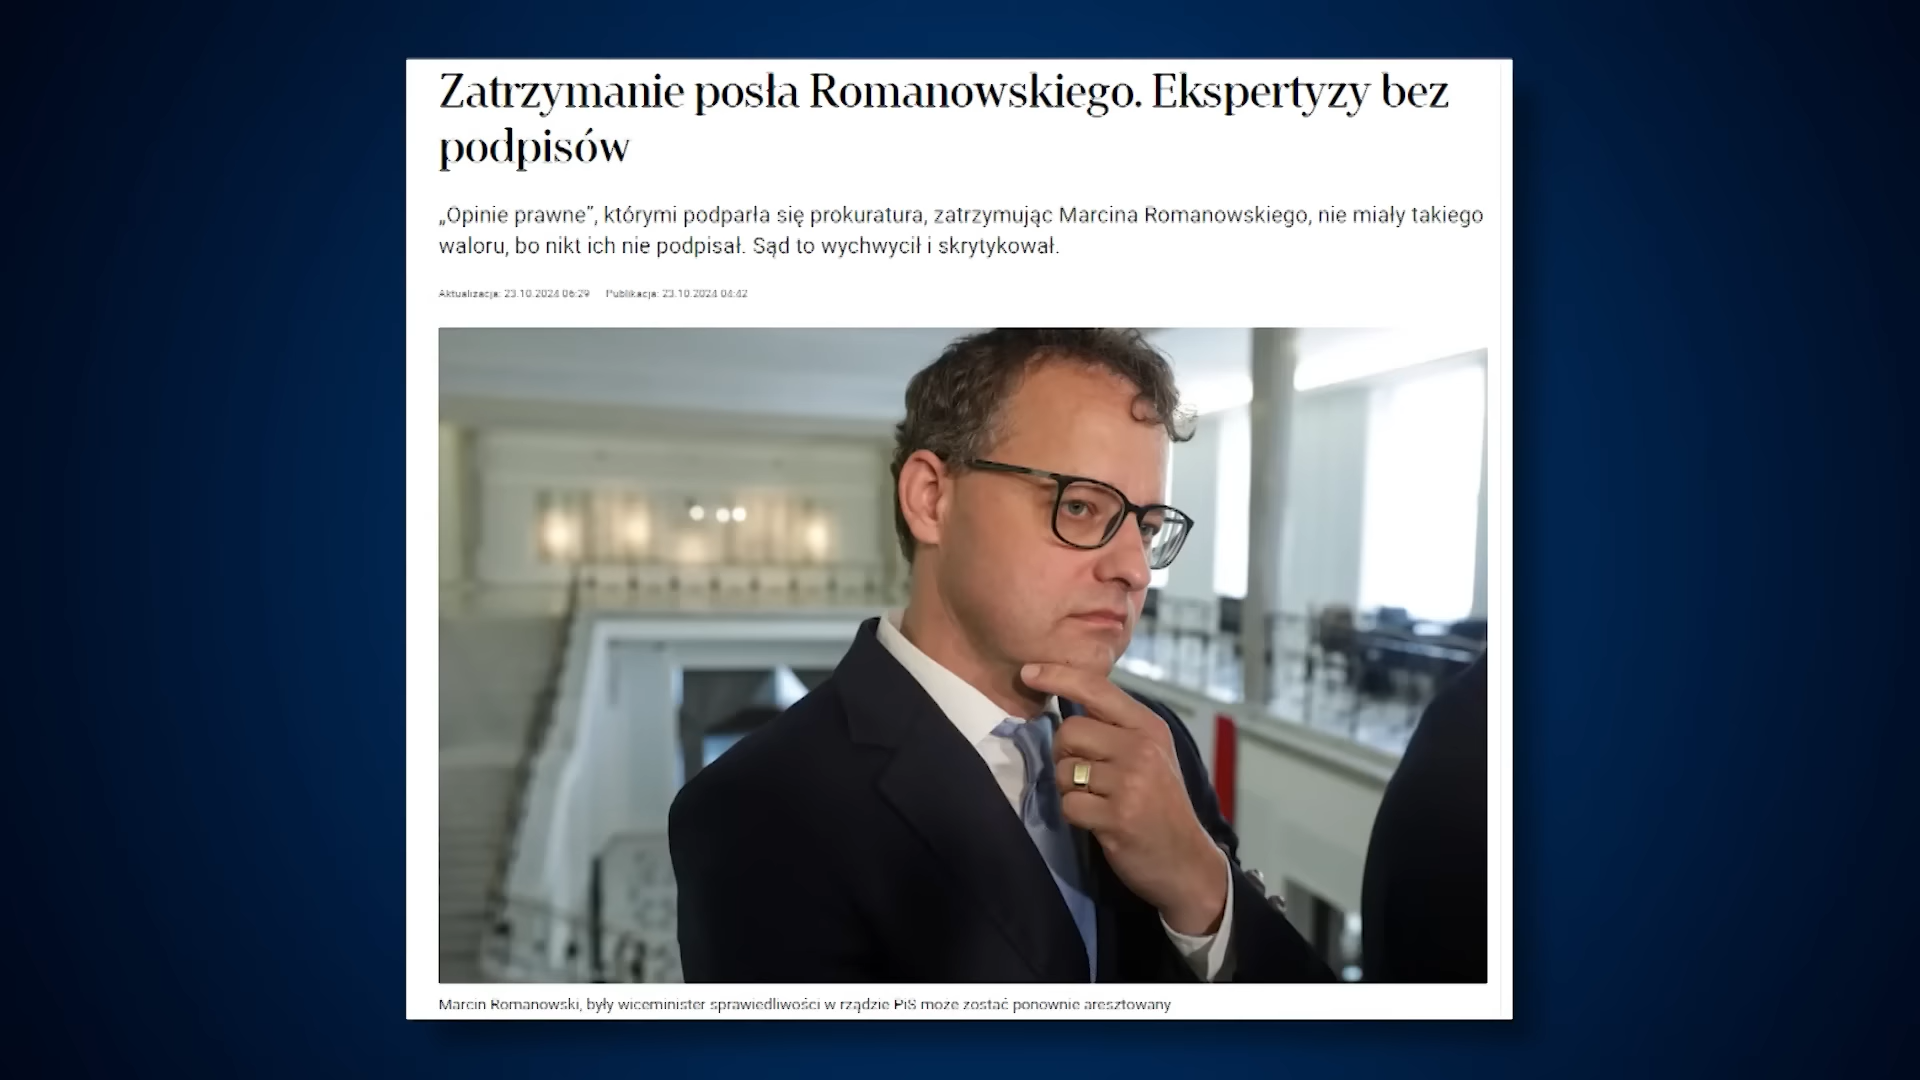 Zatrzymanie posła Romanowskiego. Ekspertyzy bez
podpisów
„Opinie prawne”, którymi podparła się prokuratura, zatrzymując Marcina Romanowskiego, nie miały takiego
waloru, bo nikt ich nie podpisał. Sąd to wychwycił i skrytykował.
Aktualizacja: 23.10.2024 06:29 Publikacja: 23.10.2024 04:42
Marcin Romanowski, były wiceminister sprawiedliwości w rządzie PiS może zostać ponownie aresztowany